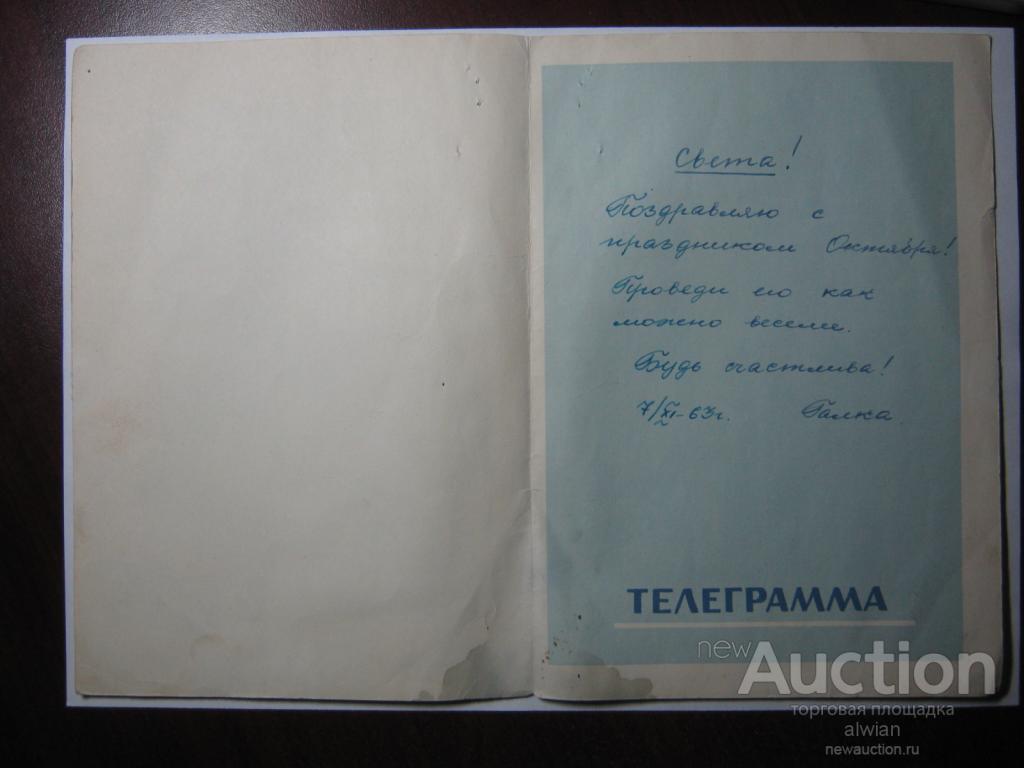 Света!
Поздравляю с
праздником Октября!
Проведи его как
можно веселее.
Будь счастлива!
7/XI-63г. Галка.
ТЕЛЕГРАММА
newAuction
торговая площадка
alwian
newauction.ru